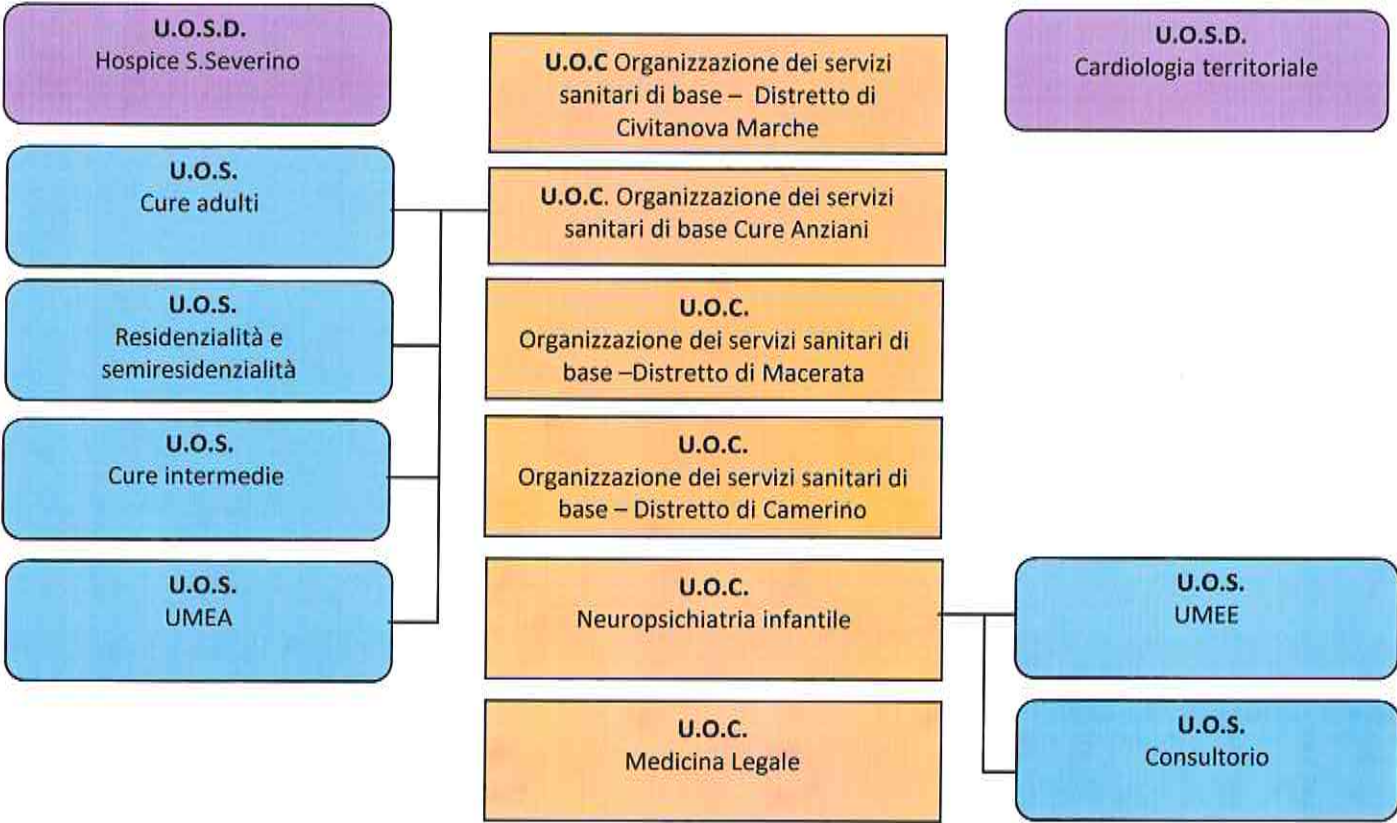 U.O.S.D.
Hospice S.Severino
U.O.S.
Cure adulti
U.O.S.
Residenzialità e
semiresidenzialità
U.O.S.
Cure intermedie
U.O.S.
UMEA
U.O.C Organizzazione dei servizi
sanitari di base – Distretto di
Civitanova Marche
U.O.C. Organizzazione dei servizi
sanitari di base Cure Anziani
U.O.C.
Organizzazione dei servizi sanitari di
base –Distretto di Macerata
U.O.C.
Organizzazione dei servizi sanitari di
base – Distretto di Camerino
U.O.C.
Neuropsichiatria infantile
U.O.C.
Medicina Legale
U.O.S.D.
Cardiologia territoriale
U.O.S.
UMEE
U.O.S.
Consultorio